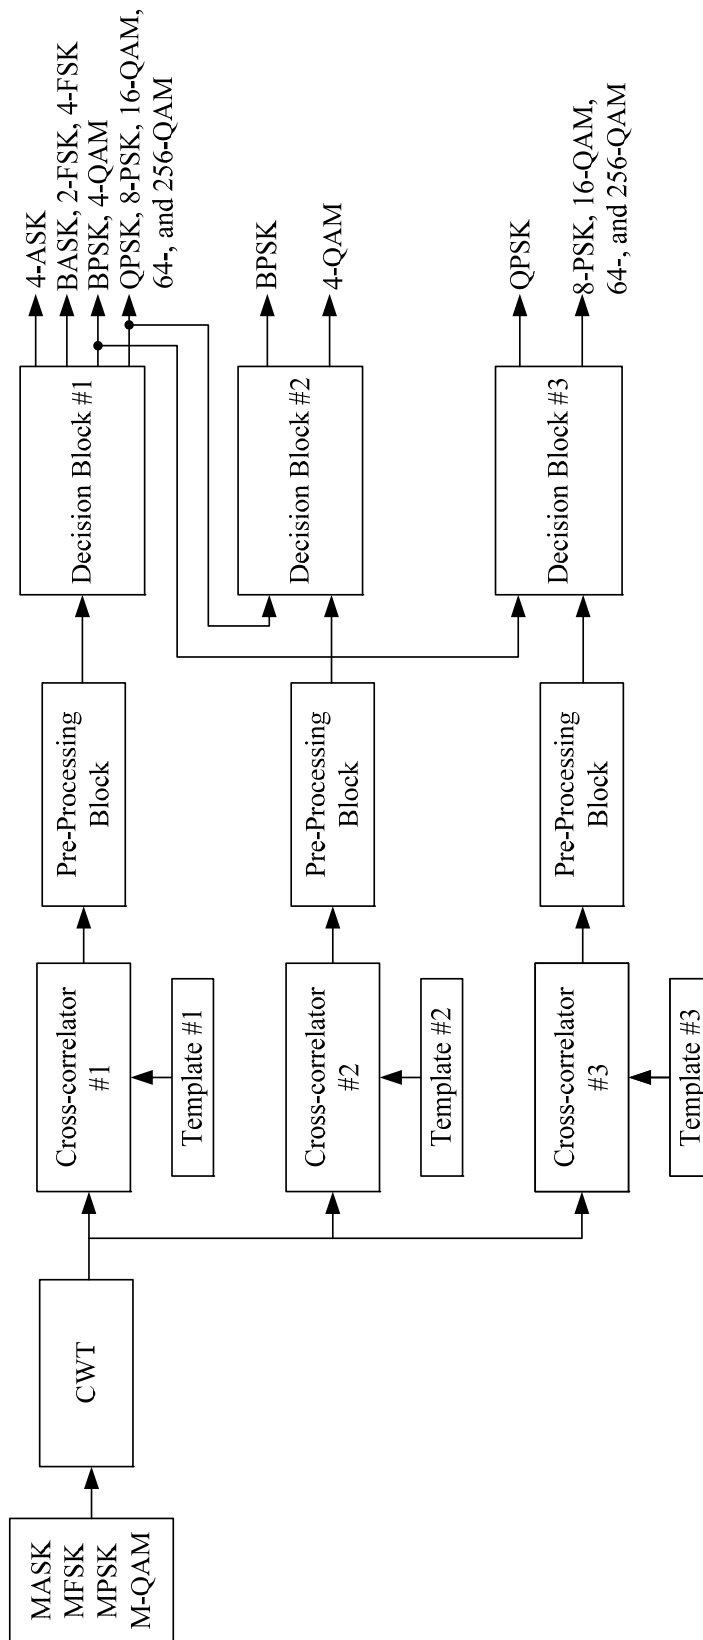 MASK
MFSK
MPSK
M-QAM
CWT
Cross-correlator
#1
Template #1
Pre-Processing
Block
Decision Block #1
4-ASK
BASK, 2-FSK, 4-FSK
BPSK, 4-QAM
QPSK, 8-PSK, 16-QAM,
64-, and 256-QAM
Cross-correlator
#2
Template #2
Pre-Processing
Block
Decision Block #2
BPSK
4-QAM
Cross-correlator
#3
Template #3
Pre-Processing
Block
Decision Block #3
QPSK
8-PSK, 16-QAM,
64-, and 256-QAM